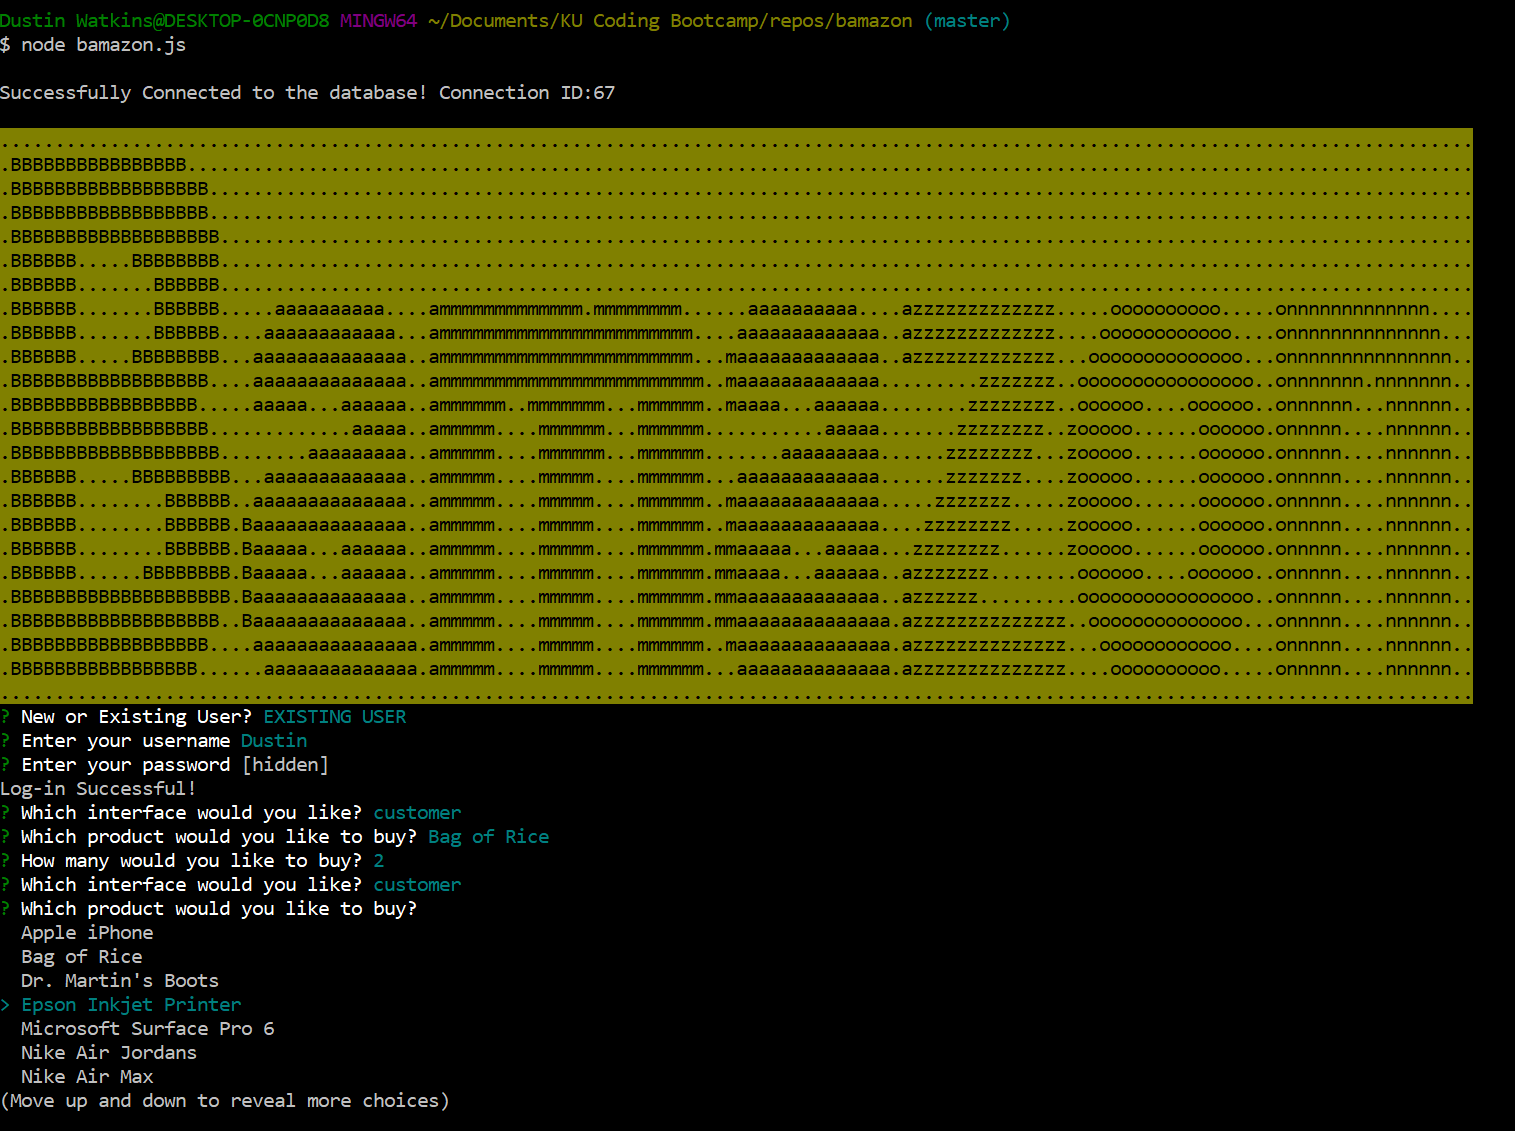 Dustin Watkins@DESKTOP-0CNP0D8 MINGW64 ~/Documents/KU Coding Bootcamp/repos/bamazon (master)
$ node bamazon.js
Successfully Connected to the database! Connection ID:67
Bamazon
? New or Existing User? EXISTING USER
? Enter your username Dustin
? Enter your password [hidden]
Log-in Successful!
? Which interface would you like? customer
? Which product would you like to buy? Bag of Rice
? How many would you like to buy? 2
? Which interface would you like? customer
? Which product would you like to buy?
Apple iPhone
Bag of Rice
Dr. Martin's Boots
> Epson Inkjet Printer
Microsoft Surface Pro 6
Nike Air Jordans
Nike Air Max
(Move up and down to reveal more choices)